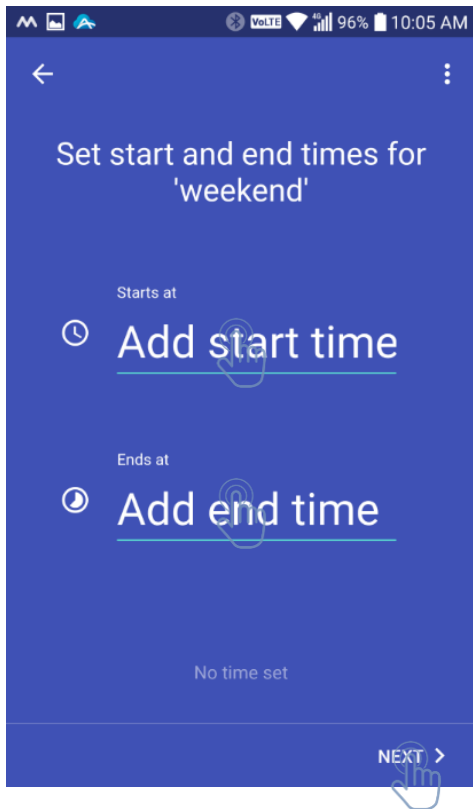 VoLTE 4G 96% 10:05 AM
Set start and end times for
'weekend'
Starts at
Add start time
Ends at
Add end time
No time set
NEXT